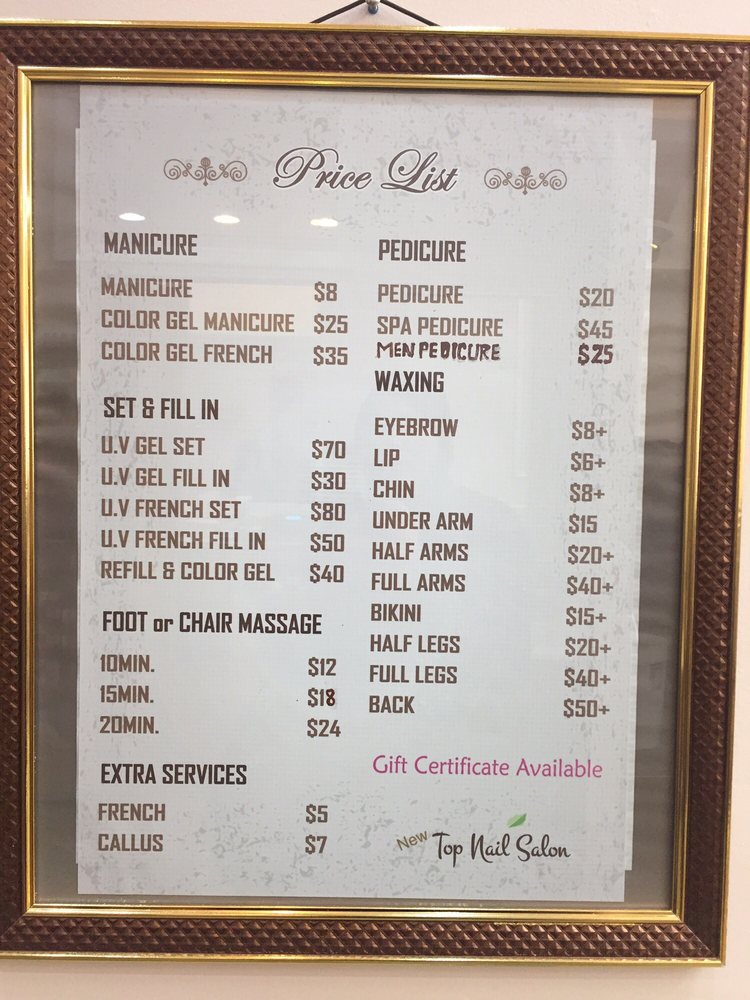 Price List
MANICURE
MANICURE $8
COLOR GEL MANICURE $25
COLOR GEL FRENCH $35
SET & FILL IN
U.V GEL SET $70
U.V GEL FILL IN $30
U.V FRENCH SET $80
U.V FRENCH FILL IN $50
REFILL & COLOR GEL $40
FOOT or CHAIR MASSAGE
10MIN. $12
15MIN. $18
20MIN. $24
EXTRA SERVICES
FRENCH $5
CALLUS $7
PEDICURE
PEDICURE $20
SPA PEDICURE $45
MEN PEDICURE $25
WAXING
EYEBROW $8+
LIP $6+
CHIN $8+
UNDER ARM $15
HALF ARMS $20+
FULL ARMS $40+
BIKINI $15+
HALF LEGS $20+
FULL LEGS $40+
BACK $50+
Gift Certificate Available
New Top Nail Salon